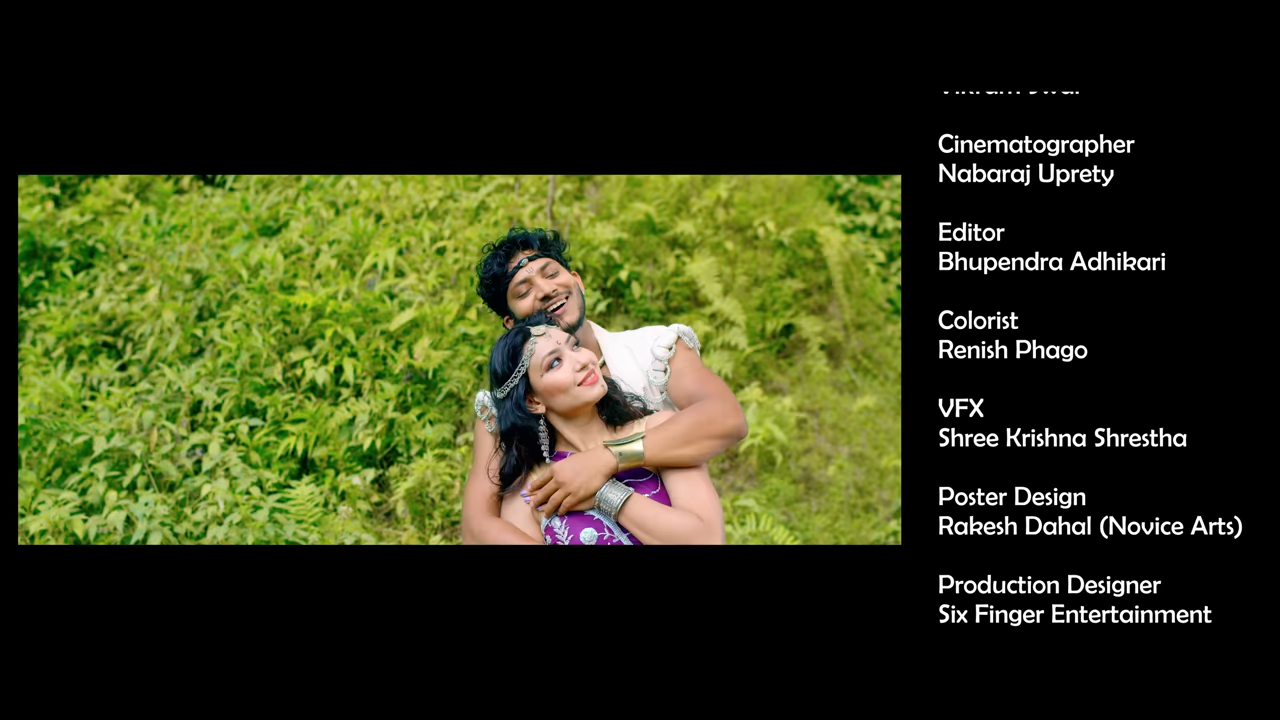 Cinematographer
Nabaraj Uprety
Editor
Bhupendra Adhikari
Colorist
Renish Phago
VFX
Shree Krishna Shrestha
Poster Design
Rakesh Dahal (Novice Arts)
Production Designer
Six Finger Entertainment